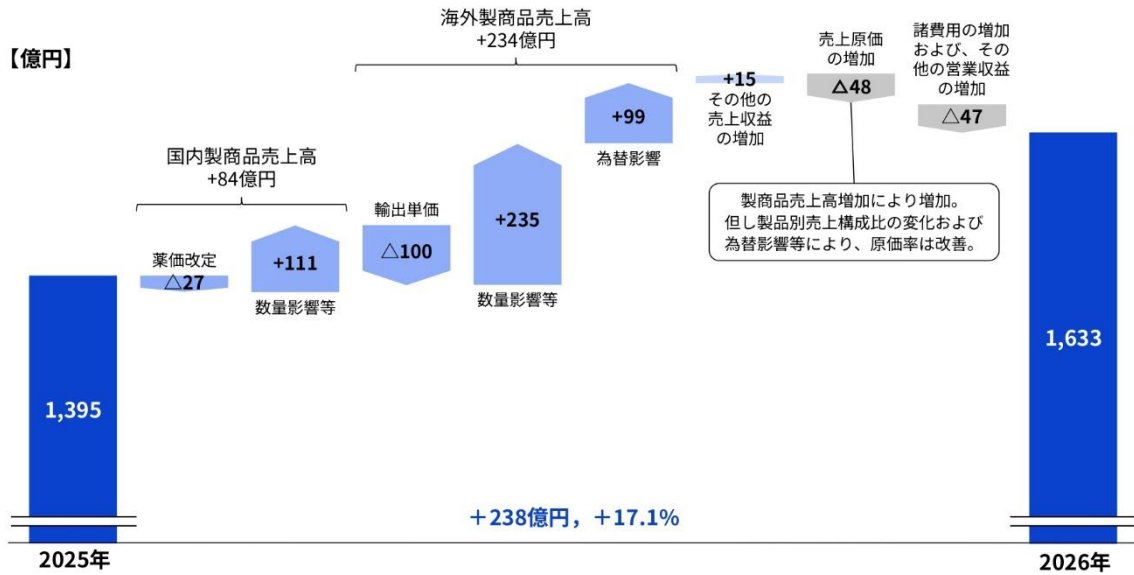 【億円】
国内製商品売上高
+84億円
海外製商品売上高
+234億円
1,395
薬価改定
△27
+111
数量影響等
輸出単価
△100
+235
数量影響等
+99
為替影響
+15
その他の
売上収益
の増加
売上原価
の増加
△48
諸費用の増加
および、その
他の営業収益
の増加
△47
製商品売上高増加により増加。
但し製品別売上構成比の変化および
為替影響等により、原価率は改善。
1,633
+238億円，+17.1%
2025年
2026年